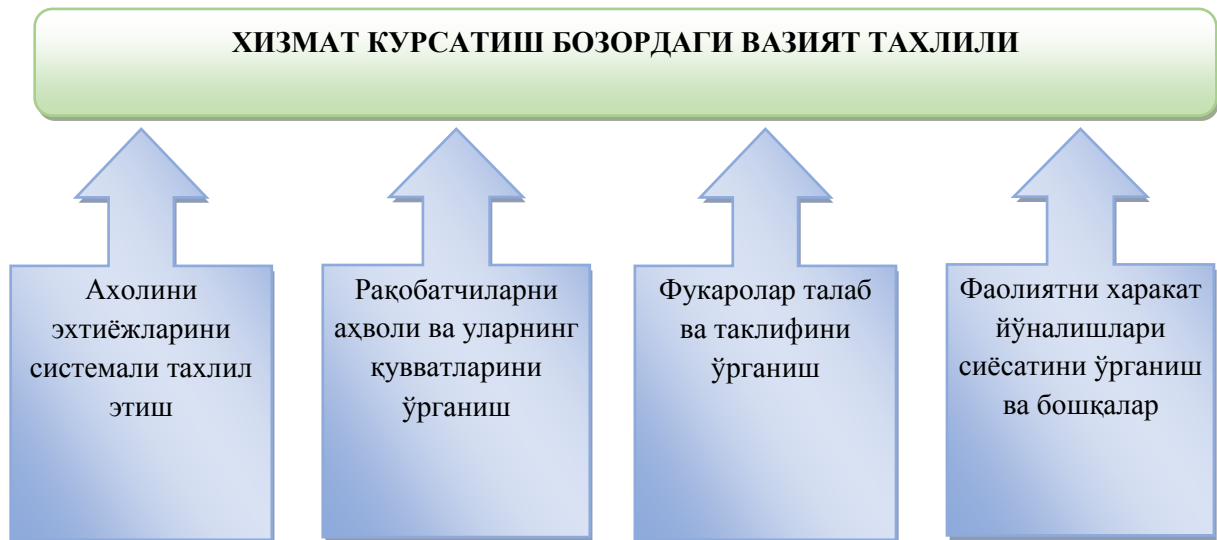 ХИЗМАТ КУРСАТИШ БОЗОРДАГИ ВАЗИЯТ ТАХЛИЛИ
Ахолини
эхтиёжларини
системали тахлил
этиш
Рақобатчиларни
аҳволи ва уларнинг
қувватларини
ўрганиш
Фукаролар талаб
ва таклифини
ўрганиш
Фаолиятни харакат
йўналишлари
сиёсатини ўрганиш
ва бошқалар